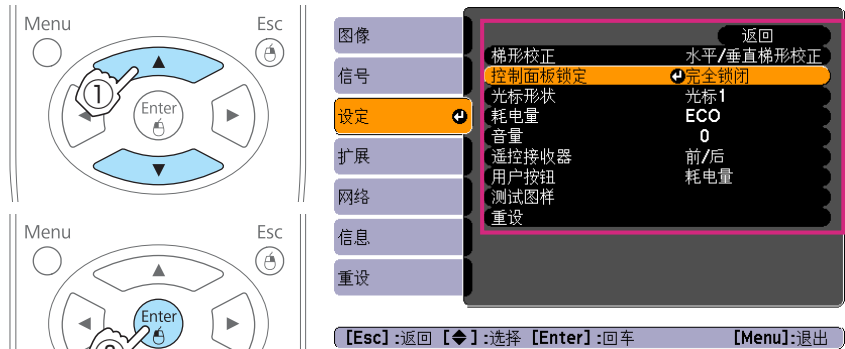 Menu
Esc
Enter
1
Menu
Esc
Enter
图像
信号
设定
扩展
网络
信息
重设
返回
梯形校正 水平/垂直梯形校正
控制面板锁定 完全锁闭
光标形状 光标1
耗电量 ECO
音量 0
遥控接收器 前/后
用户按钮 耗电量
测试图样
重设
[Esc]:返回 [◆]:选择 [Enter]:回车 [Menu]:退出